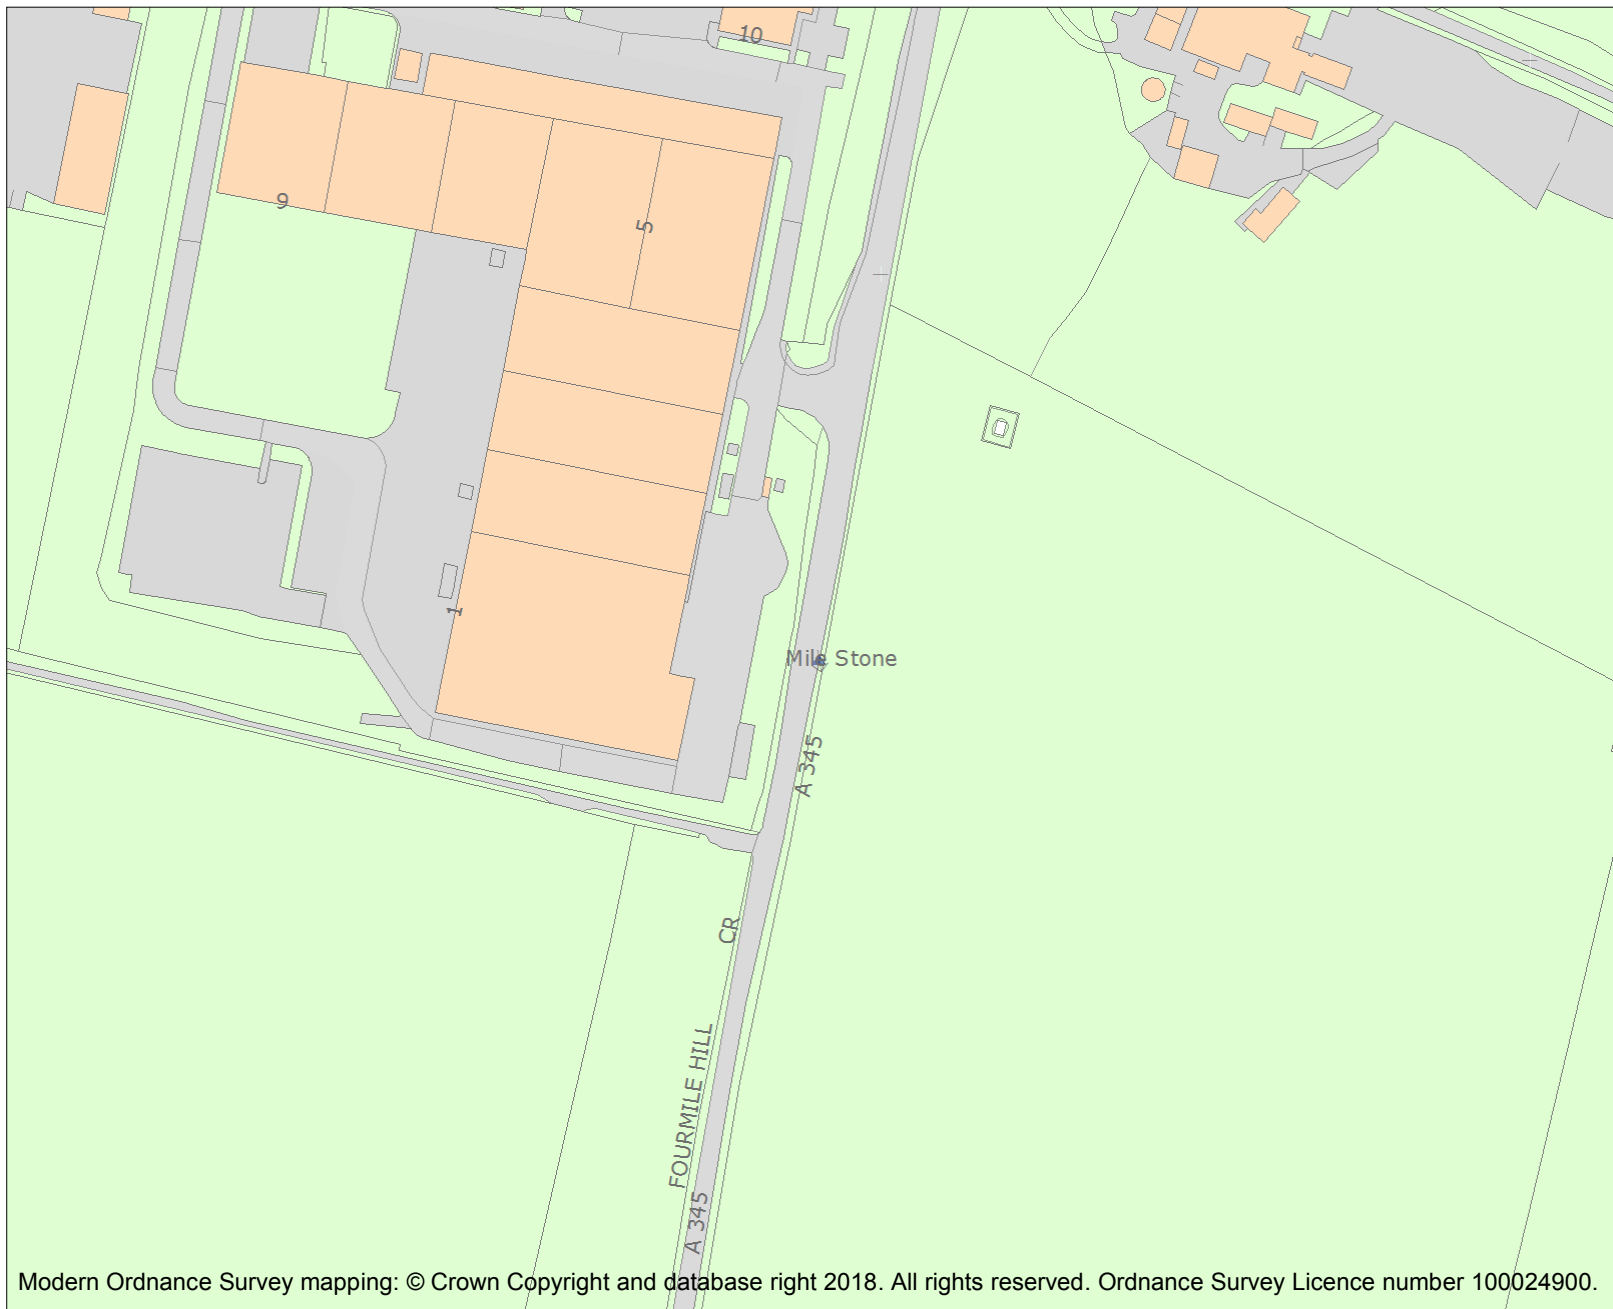 10
9
5
1
Mile Stone
A 345
CR
FOURMILE HILL
A 345
Modern Ordnance Survey mapping: © Crown Copyright and database right 2018. All rights reserved. Ordnance Survey Licence number 100024900.